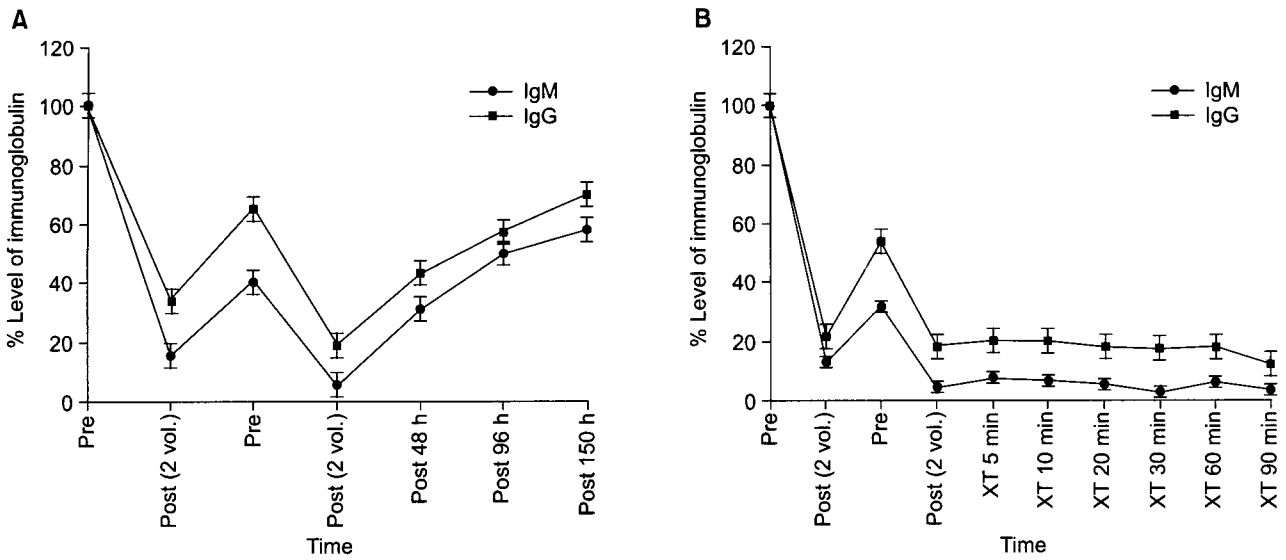 A
% Level of immunoglobulin
120
100
80
60
40
20
0
IgM
IgG
Pre
Post (2 vol.)
Pre
Post (2 vol.)
Post 48 h
Post 96 h
Post 150 h
Time
B
% Level of immunoglobulin
120
100
80
60
40
20
0
IgM
IgG
Pre
Post (2 vol.)
Pre
Post (2 vol.)
XT 5 min
XT 10 min
XT 20 min
XT 30 min
XT 60 min
XT 90 min
Time